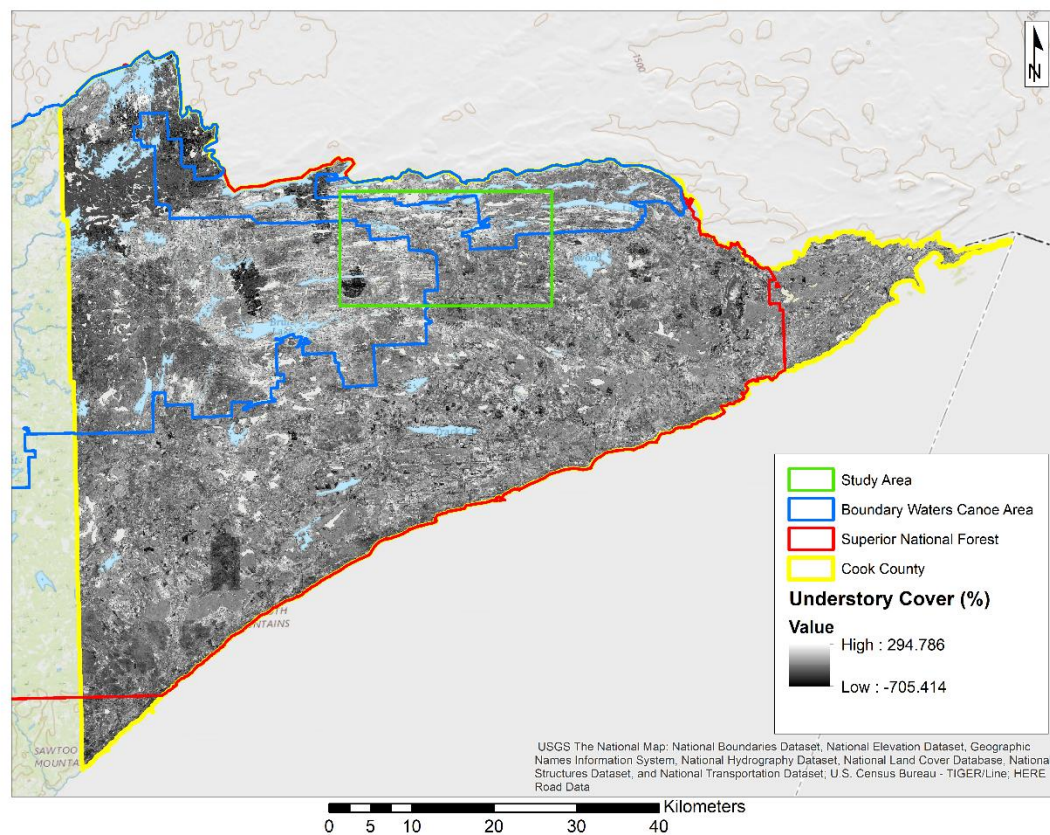 1500
N
TH
NTAINS
SAWTOO
MOUNTA
Study Area
Boundary Waters Canoe Area
Superior National Forest
Cook County
Understory Cover (%)
Value
High : 294.786
Low : -705.414
USGS The National Map: National Boundaries Dataset, National Elevation Dataset, Geographic
Names Information System, National Hydrography Dataset, National Land Cover Database, Nationa
Structures Dataset, and National Transportation Dataset; U.S. Census Bureau - TIGER/Line; HERE
Road Data
Kilometers
0 5 10 20 30 40